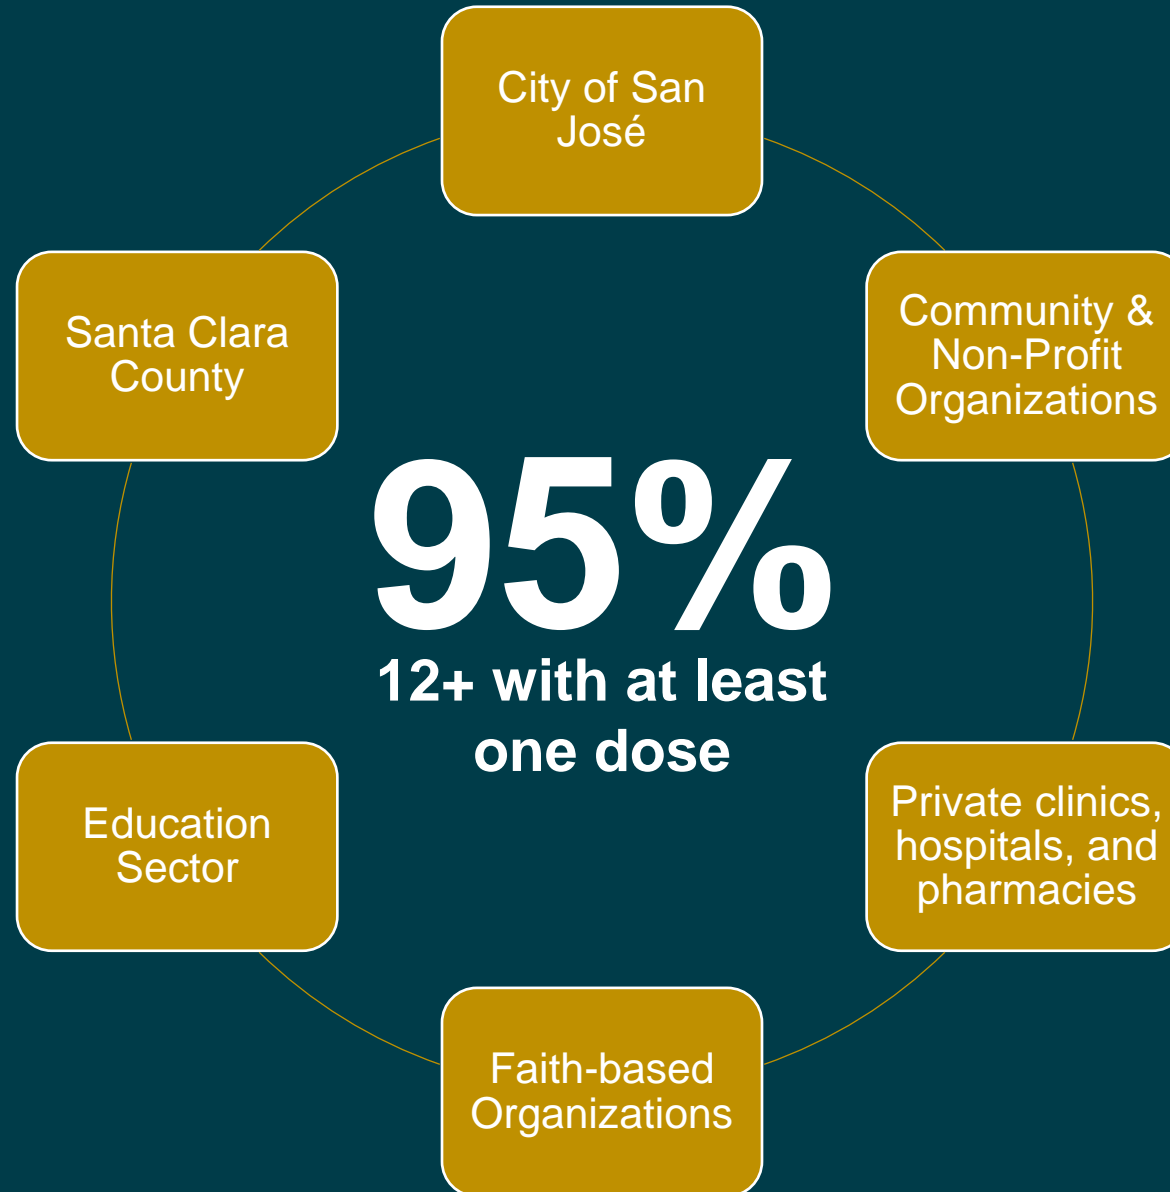 City of San
José
Santa Clara
County
Community &
Non-Profit
Organizations
95%
12+ with at least
one dose
Education
Sector
Private clinics,
hospitals, and
pharmacies
Faith-based
Organizations